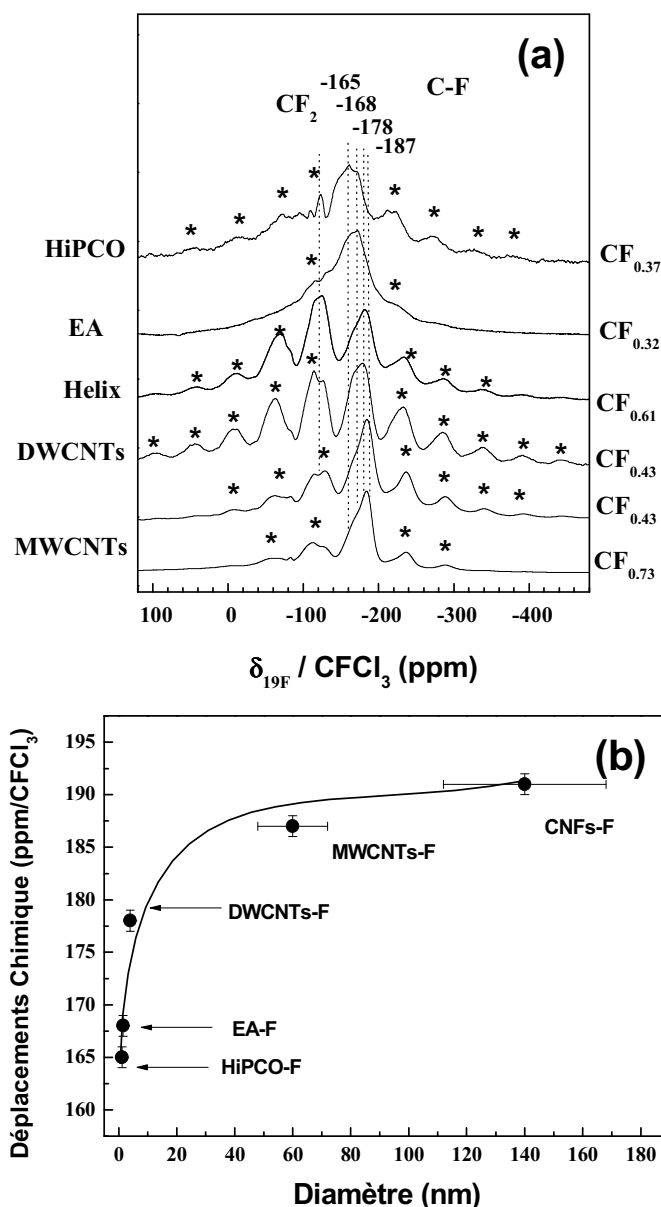 (a)
-165
CF2 -168 C-F
-178
-187
* * * * * * * *
HiPCO CF0.37
* *
EA CF0.32
* * * * * * * *
Helix CF0.61
* * * * * * * * * * *
DWCNTs CF0.43
* * * * * * *
CF0.43
* * * *
MWCNTs CF0.73
100 0 -100 -200 -300 -400
δ19F / CFCl3 (ppm)
(b)
Déplacements Chimique (ppm/CFCl3)
195
190
185
180
175
170
165
160
CNFs-F
MWCNTs-F
DWCNTs-F
EA-F
HiPCO-F
0 20 40 60 80 100 120 140 160 180
Diamètre (nm)